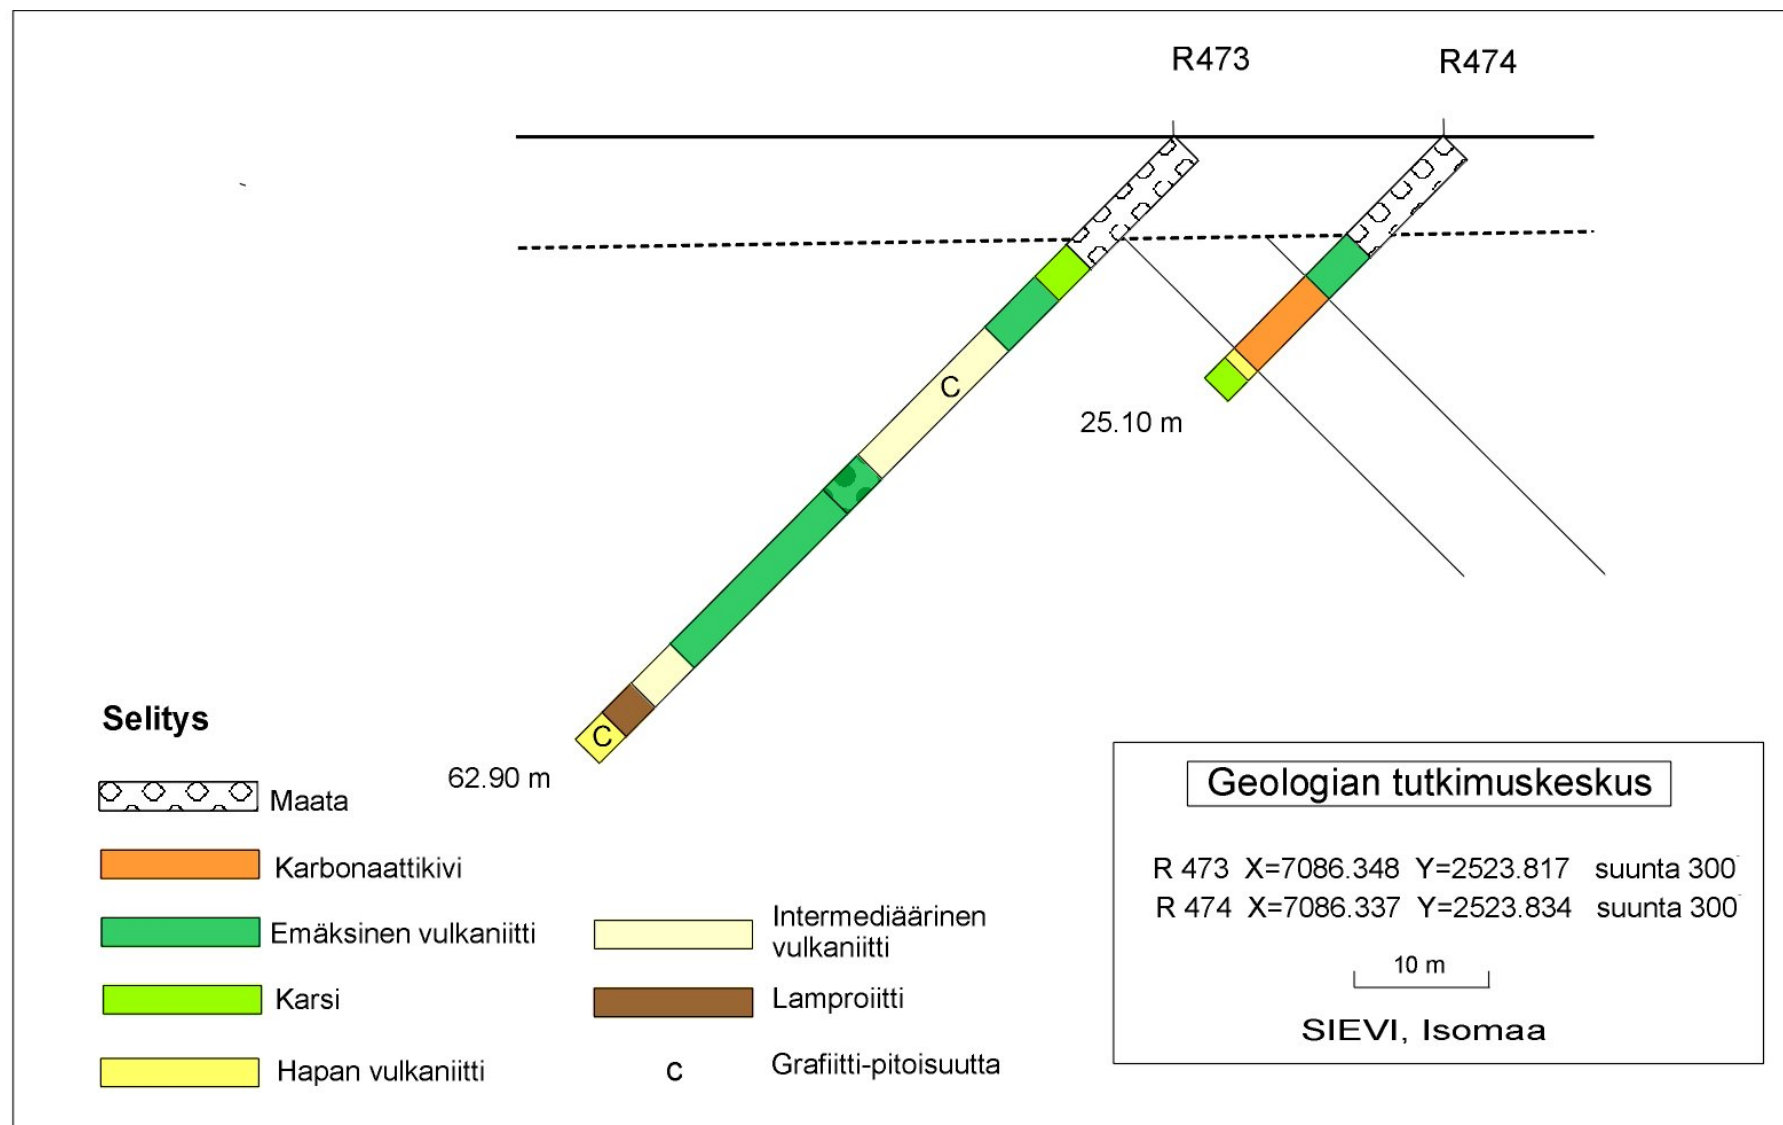 R473
R474
C
25.10 m
C
62.90 m
Selitys
Maata
Karbonaattikivi
Emäksinen vulkaniitti
Karsi
Hapan vulkaniitti
Intermediäärinen
vulkaniitti
Lamproiitti
C Grafiitti-pitoisuutta
Geologian tutkimuskeskus
R 473 X=7086.348 Y=2523.817 suunta 300°
R 474 X=7086.337 Y=2523.834 suunta 300°
10 m
SIEVI, Isomaa